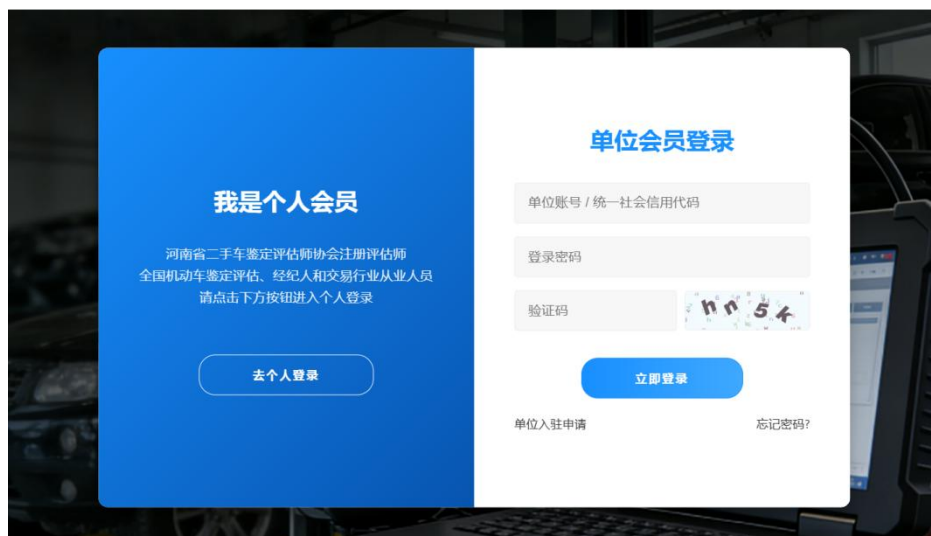 我是个人会员
河南省二手车鉴定评估师协会注册评估师
全国机动车鉴定评估、经纪人和交易行业从业人员
请点击下方按钮进入个人登录
去个人登录
单位会员登录
单位账号 / 统一社会信用代码
登录密码
验证码
hn5k
立即登录
单位入驻申请
忘记密码?